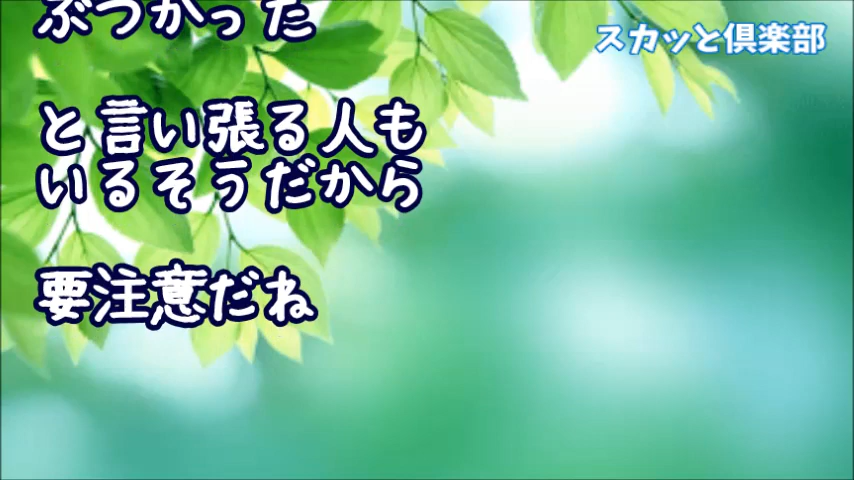 スカッと倶楽部
ぶつかった
と言い張る人も
いるそうだから
要注意だね